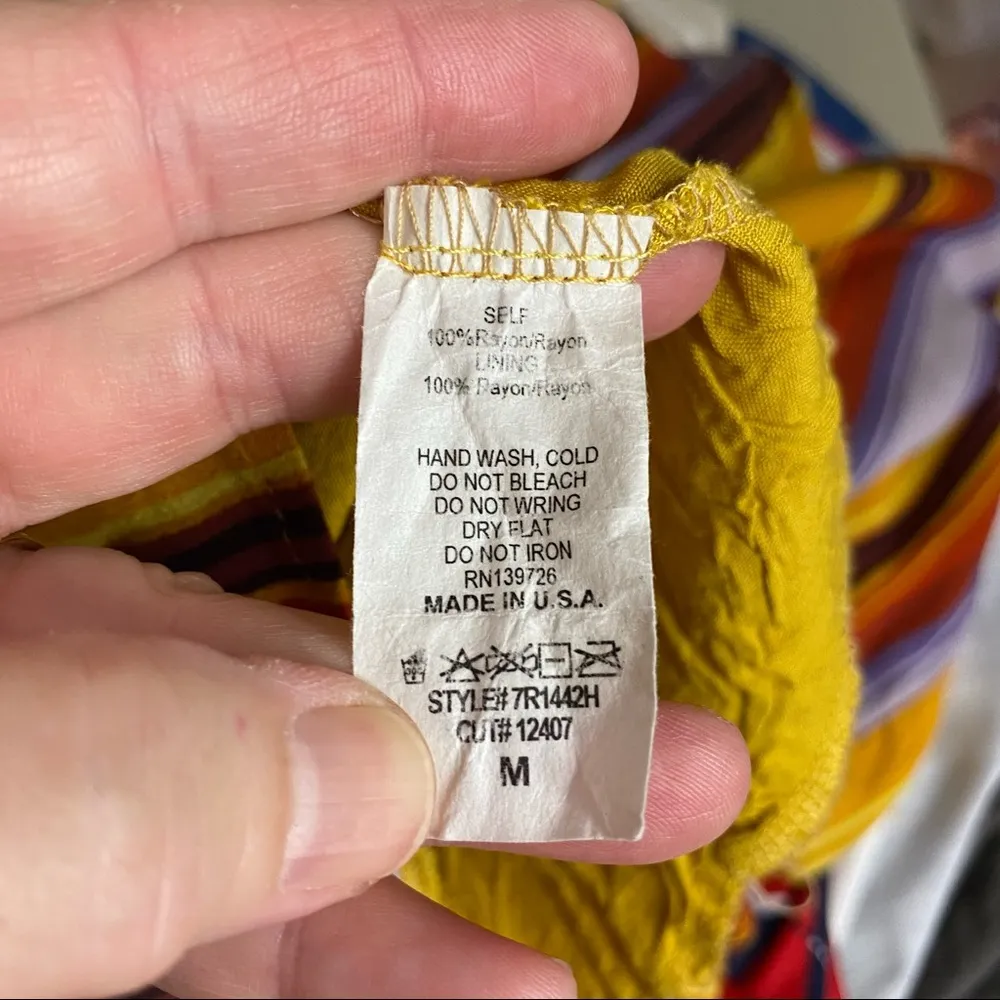 SELF
100%Rayon/Rayon
LINING
100% Rayon/Rayon
HAND WASH, COLD
DO NOT BLEACH
DO NOT WRING
DRY FLAT
DO NOT IRON
RN139726
MADE IN U.S.A.
STYLE# 7R1442H
CUT# 12407
M